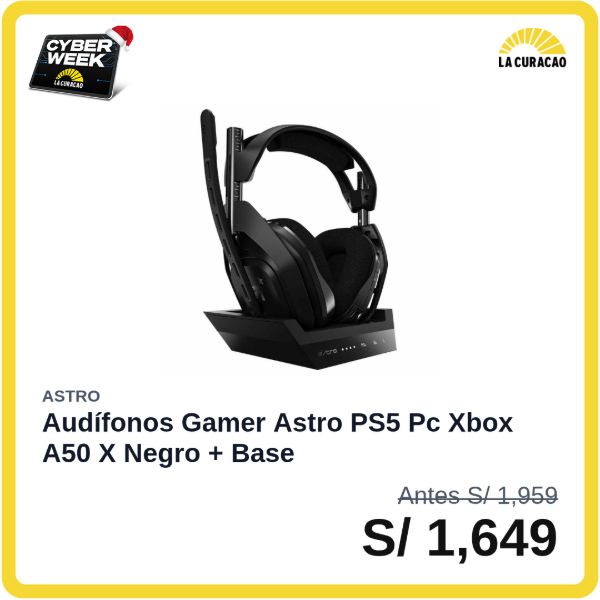 CYBER
WEEK
LA CURACAO
LA CURACAO
ASTRO
ASTRO
Audífonos Gamer Astro PS5 Pc Xbox
A50 X Negro + Base
Antes S/ 1,959
S/ 1,649